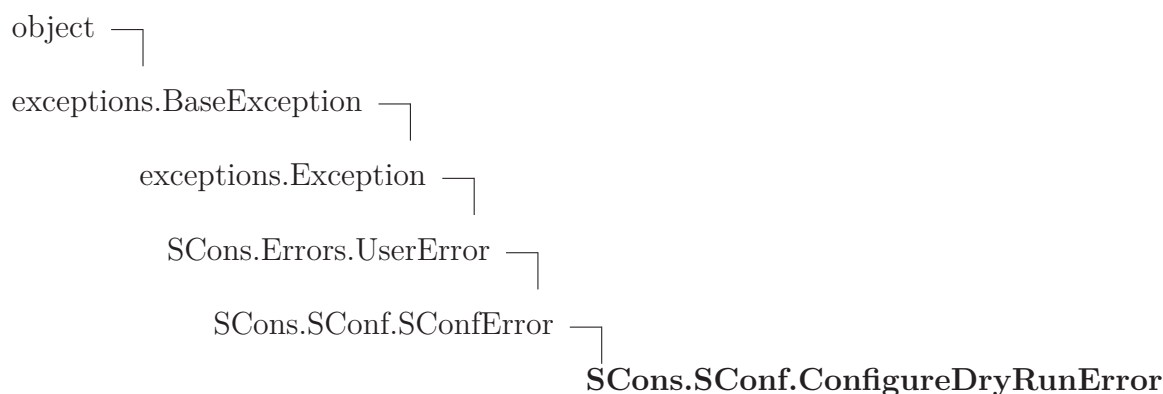 object
exceptions.BaseException
exceptions.Exception
SCons.Errors.UserError
SCons.SConf.SConfError
SCons.SConf.ConfigureDryRunError